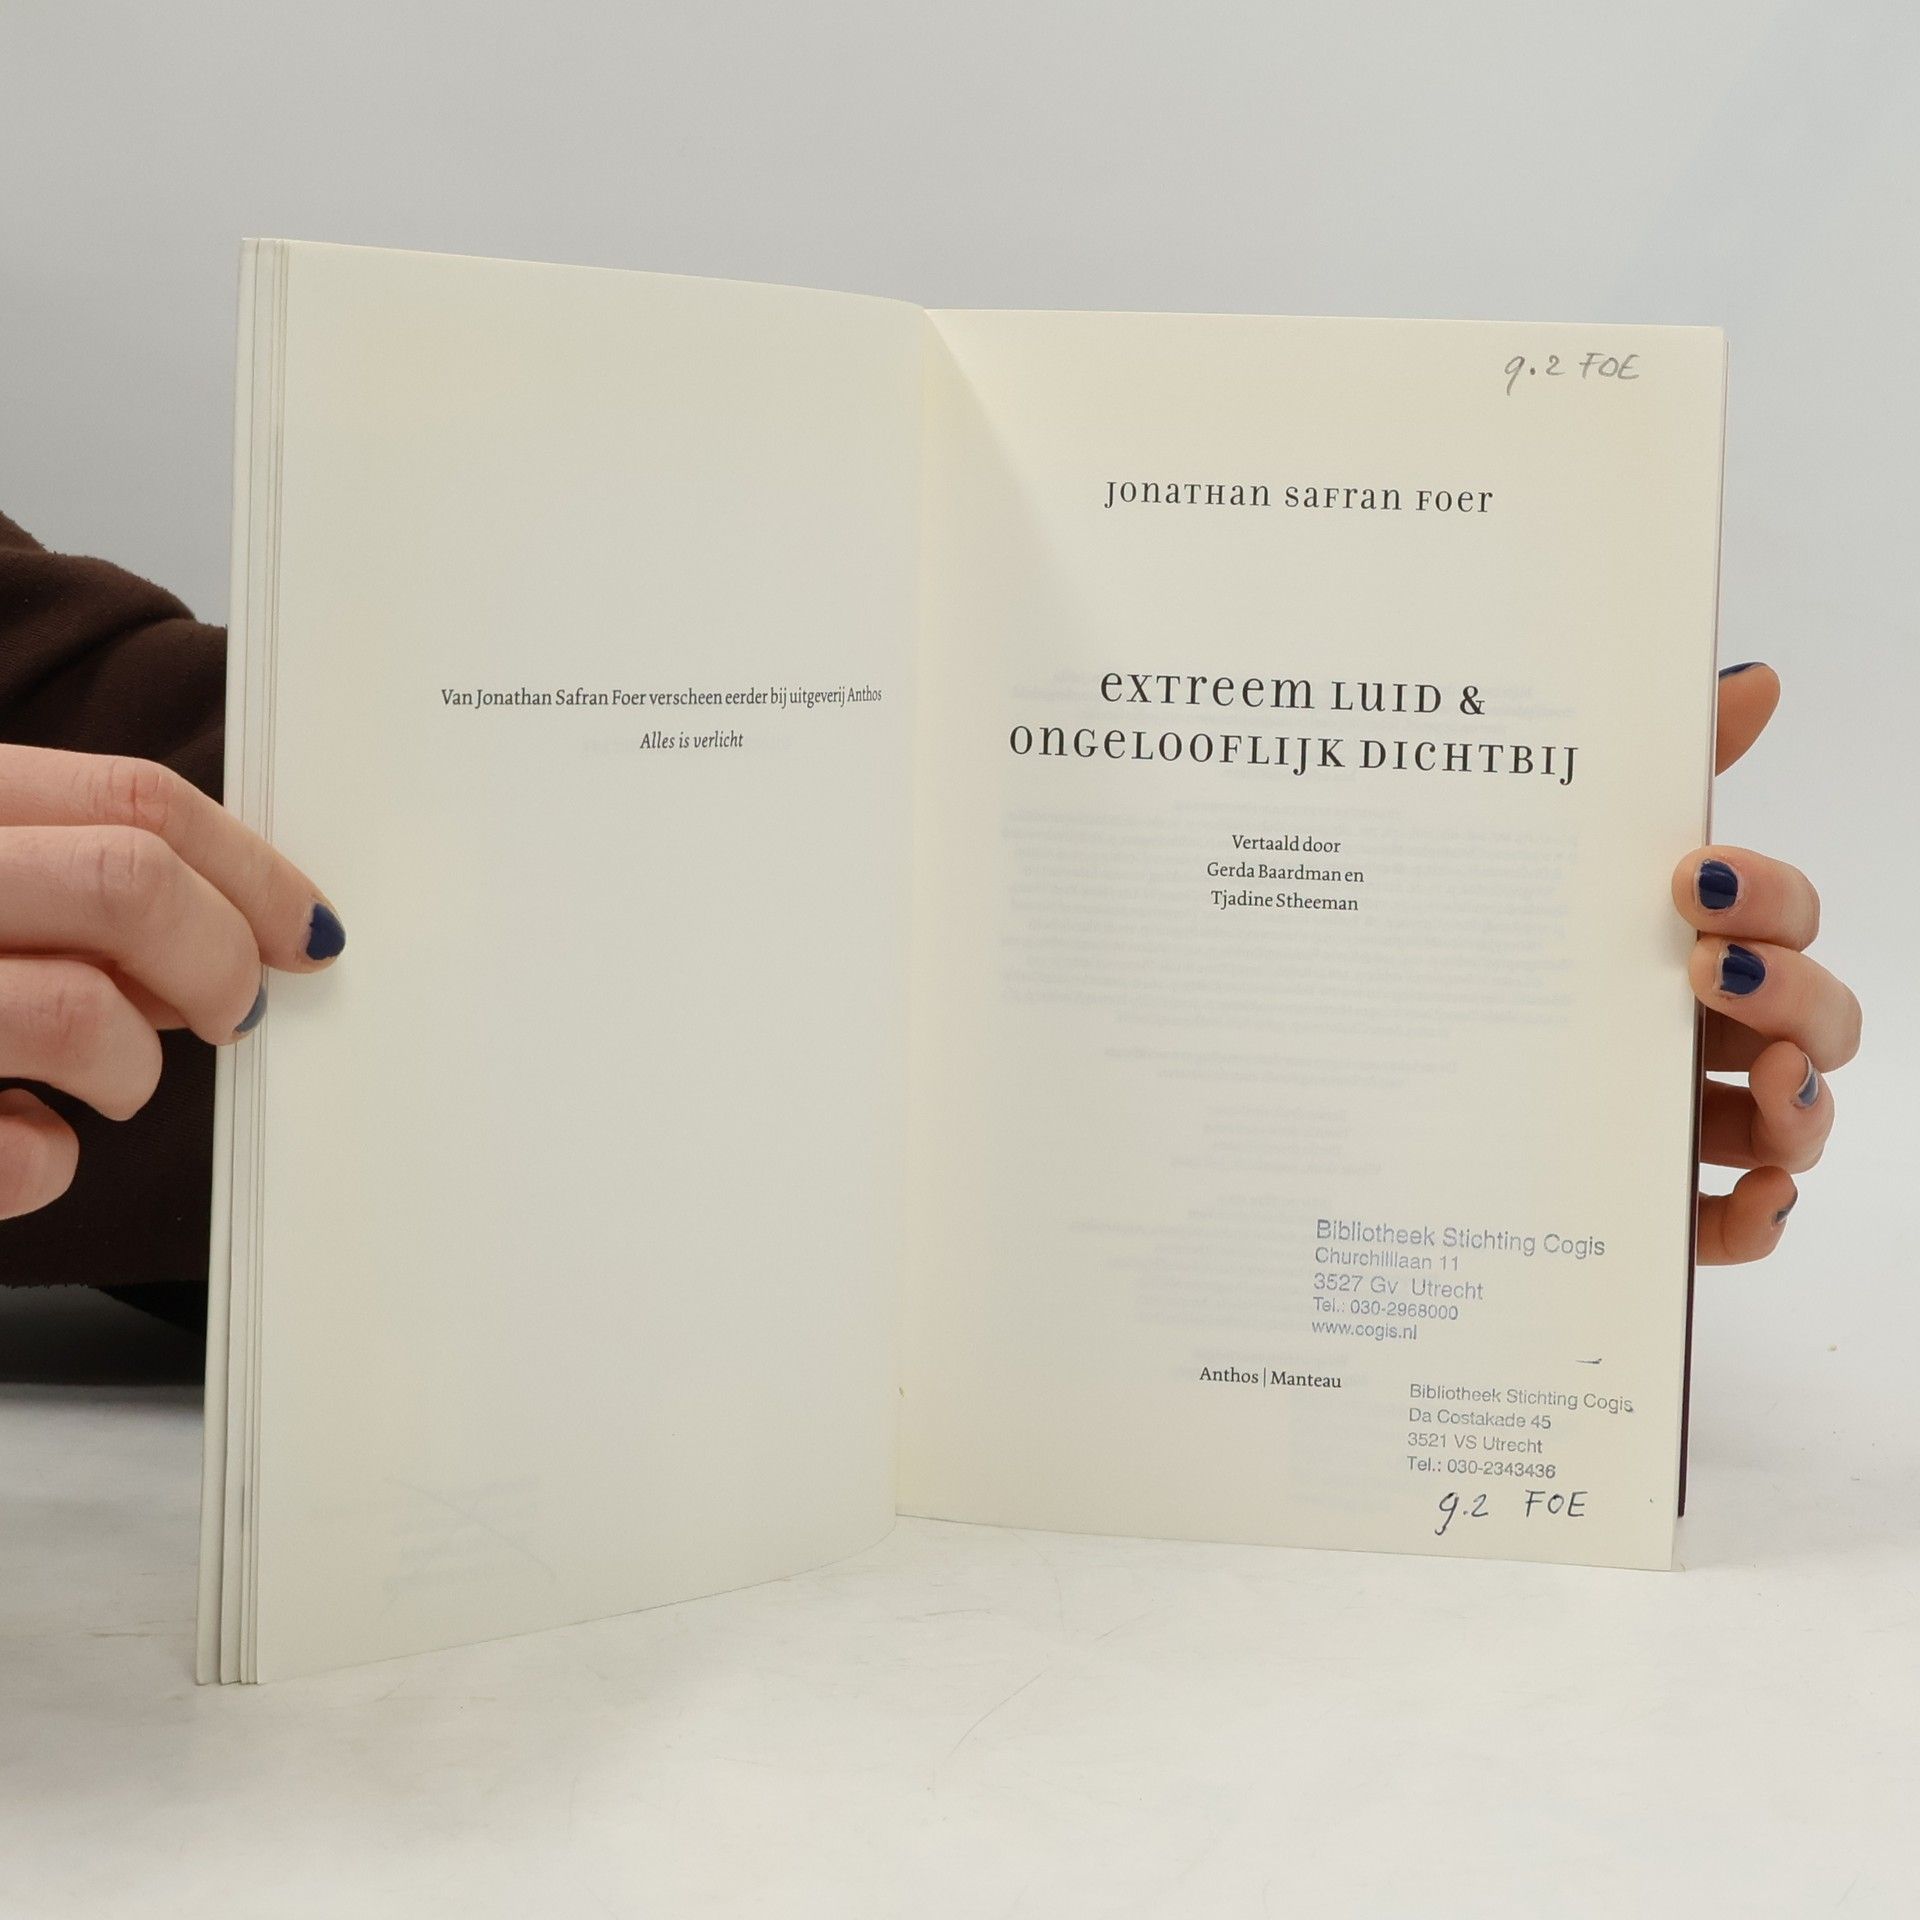 Van Jonathan Safran Foer verscheen eerder bij uitgeverij Anthos
Alles is verlicht
g.2 FOE
Jonathan Safran Foer
extreem luid &
ongelooflijk dichtbij
Vertaald door
Gerda Baardman en
Tjadine Stheeman
Bibliotheek Stichting Cogis
Churchilllaan 11
3527 Gv Utrecht
Tel.: 030-2968000
www.cogis.nl
Anthos | Manteau
Bibliotheek Stichting Cogis
Da Costakade 45
3521 VS Utrecht
Tel.: 030-2343436
g.2 FOE